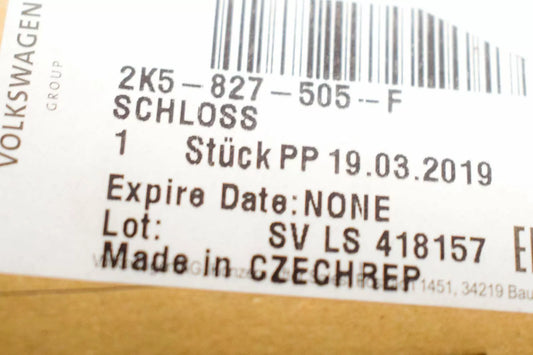 VOLKSWAGEN
GROUP
2K5-827-505--F
SCHLOSS
1 Stück PP 19.03.2019
Expire Date: NONE
Lot: SV LS 418157
Made in CZECHREP
1451, 34219 Bau